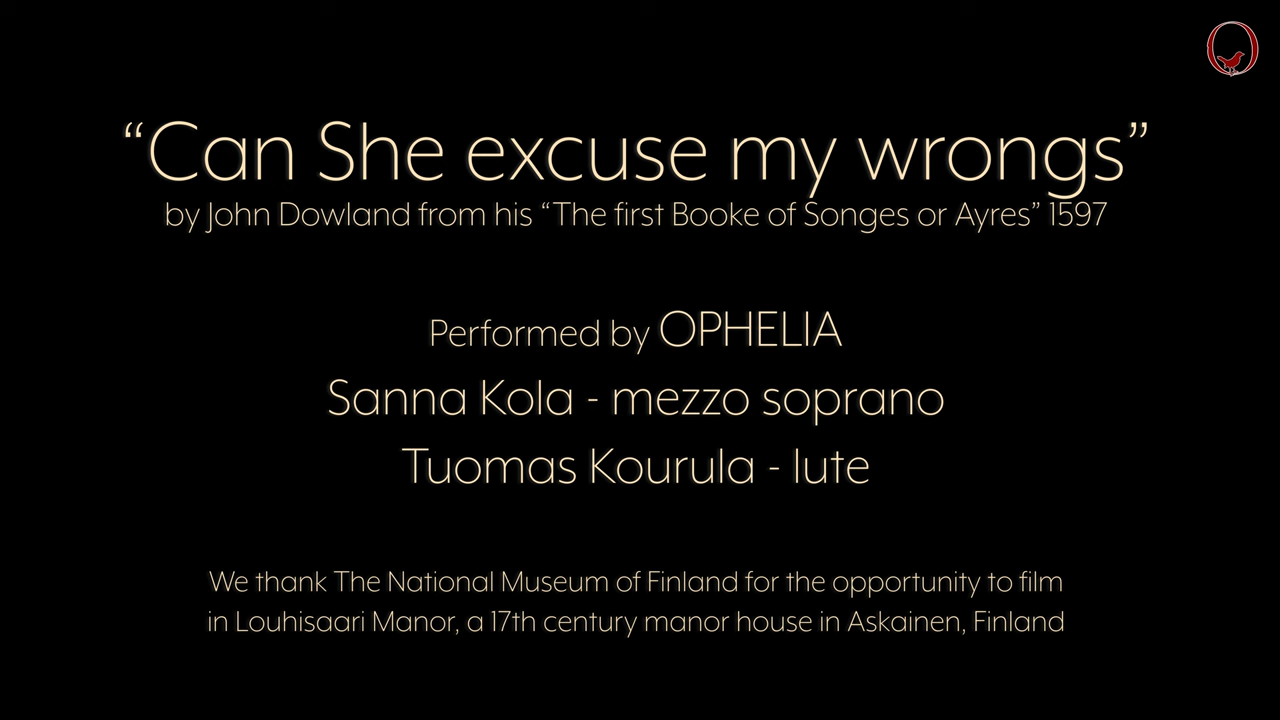 “Can She excuse my wrongs”
by John Dowland from his “The first Booke of Songes or Ayres” 1597
Performed by OPHELIA
Sanna Kola - mezzo soprano
Tuomas Kourula - lute
We thank The National Museum of Finland for the opportunity to film
in Louhisaari Manor, a 17th century manor house in Askainen, Finland